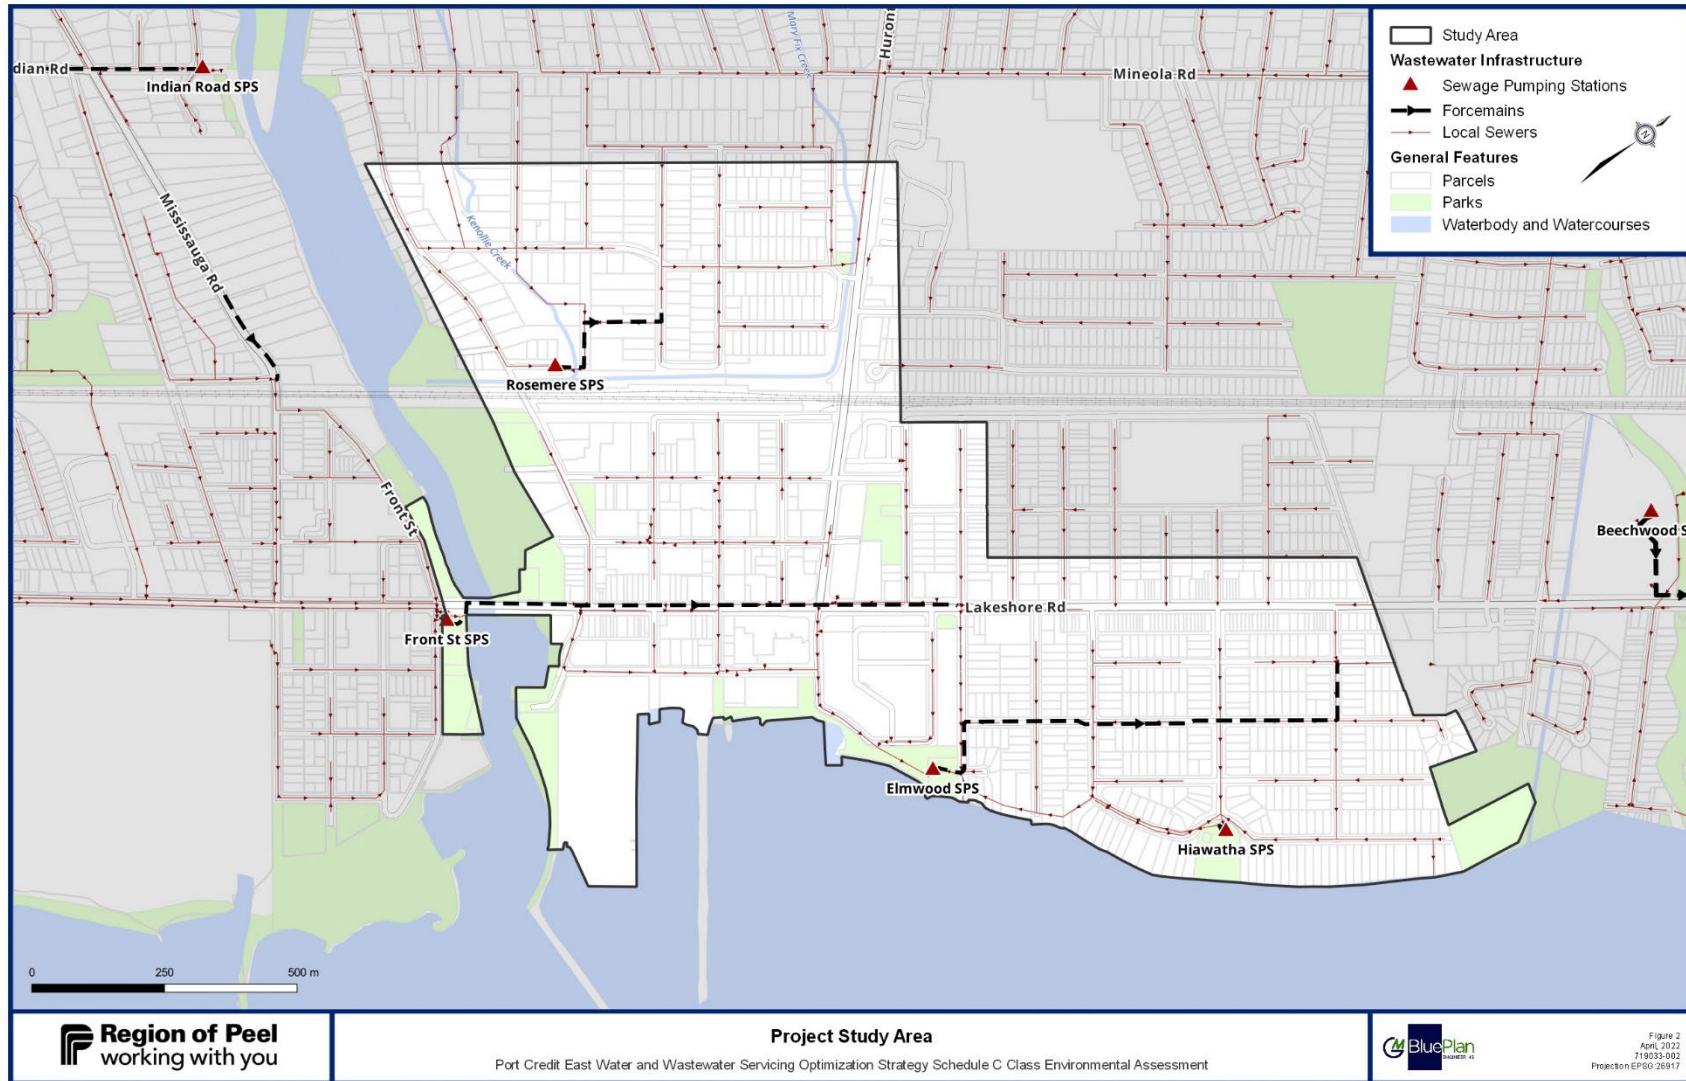 Mary Fix Creek
Huront
dian Rd
Indian Road SPS
Mineola Rd
Study Area
Wastewater Infrastructure
Sewage Pumping Stations
Forcemains
Local Sewers
N
General Features
Parcels
Parks
Waterbody and Watercourses
Mississauga Rd
Kenollie Creek
Rosemere SPS
Front St
Beechwood S
Lakeshore Rd
Front St SPS
Elmwood SPS
Hiawatha SPS
0 250 500 m
Region of Peel
working with you
Project Study Area
Port Credit East Water and Wastewater Servicing Optimization Strategy Schedule C Class Environmental Assessment
GM BluePlan
Figure 2
April, 2022
719033-002
Projection EPSG:26917